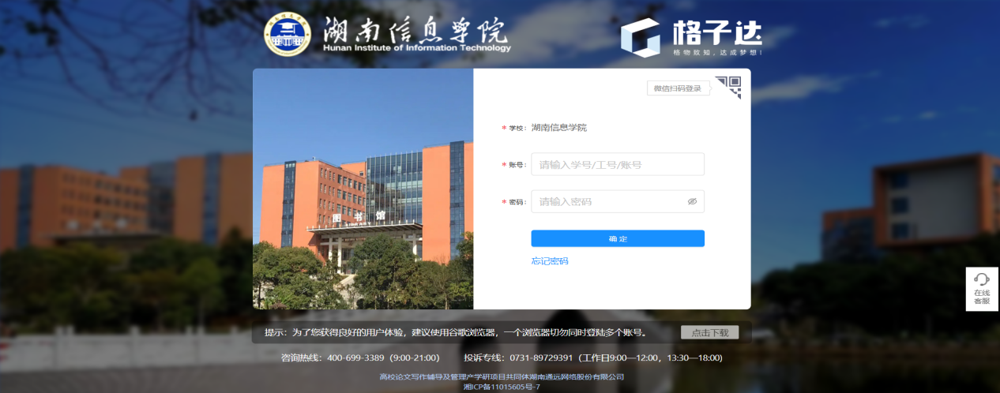 湖南信息学院
Hunan Institute of Information Technology
格子达
格物致知，达成梦想！
微信扫码登录
* 学校： 湖南信息学院
* 账号： 请输入学号/工号/账号
* 密码： 请输入密码
确 定
忘记密码
图书馆
LIBRARY
在线
客服
提示：为了您获得良好的用户体验，建议使用谷歌浏览器，一个浏览器切勿同时登陆多个账号。 点击下载
咨询热线：400-699-3389（9:00-21:00） 投诉专线：0731-89729391（工作日9:00—12:00，13:30—18:00)
高校论文写作辅导及管理产学研项目共同体湖南通远网络股份有限公司
湘ICP备11015605号-7